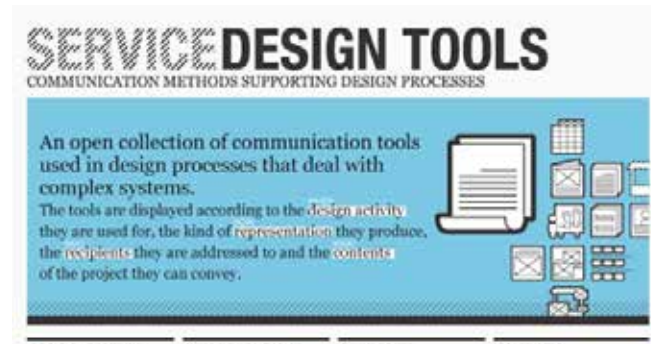 SERVICEDESIGN TOOLS
COMMUNICATION METHODS SUPPORTING DESIGN PROCESSES
An open collection of communication tools
used in design processes that deal with
complex systems.
The tools are displayed according to the design activity
they are used for, the kind of representation they produce,
the recipients they are addressed to and the contents
of the project they can convey.